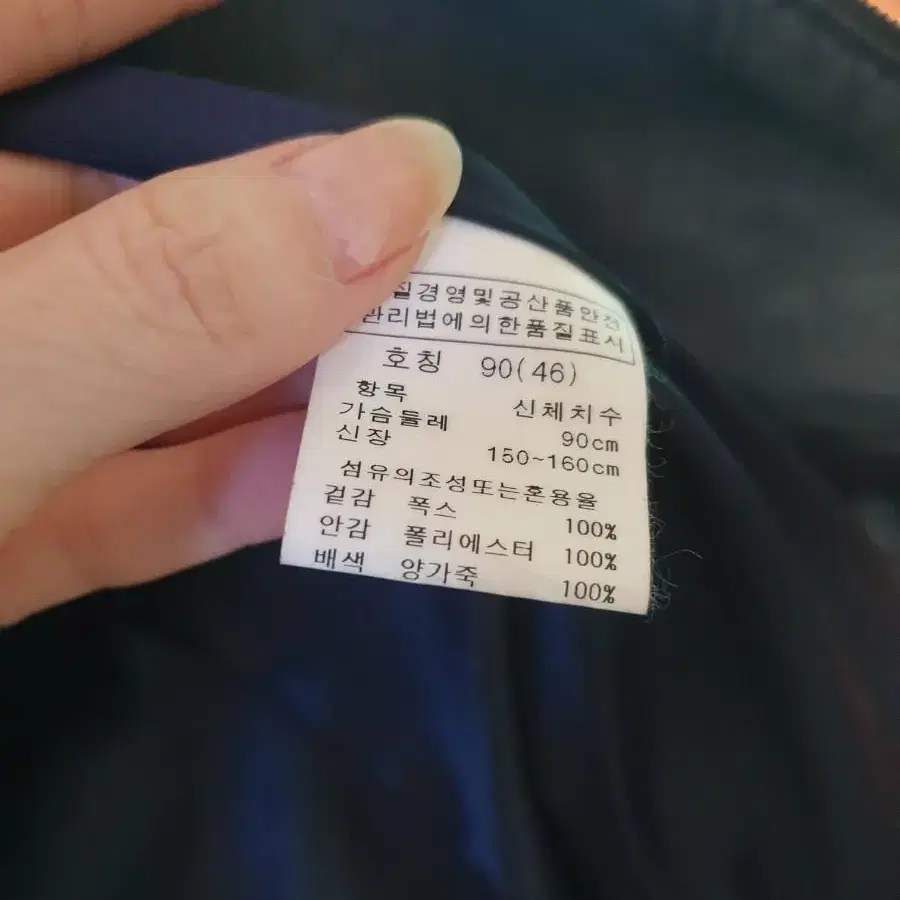 질경영및공산품안전
관리법에의한품질표시
호칭 90(46)
항목 신체치수
가슴둘레 90cm
신장 150~160cm
섬유의조성또는혼용율
겉감 폭스 100%
안감 폴리에스터 100%
배색 양가죽 100%